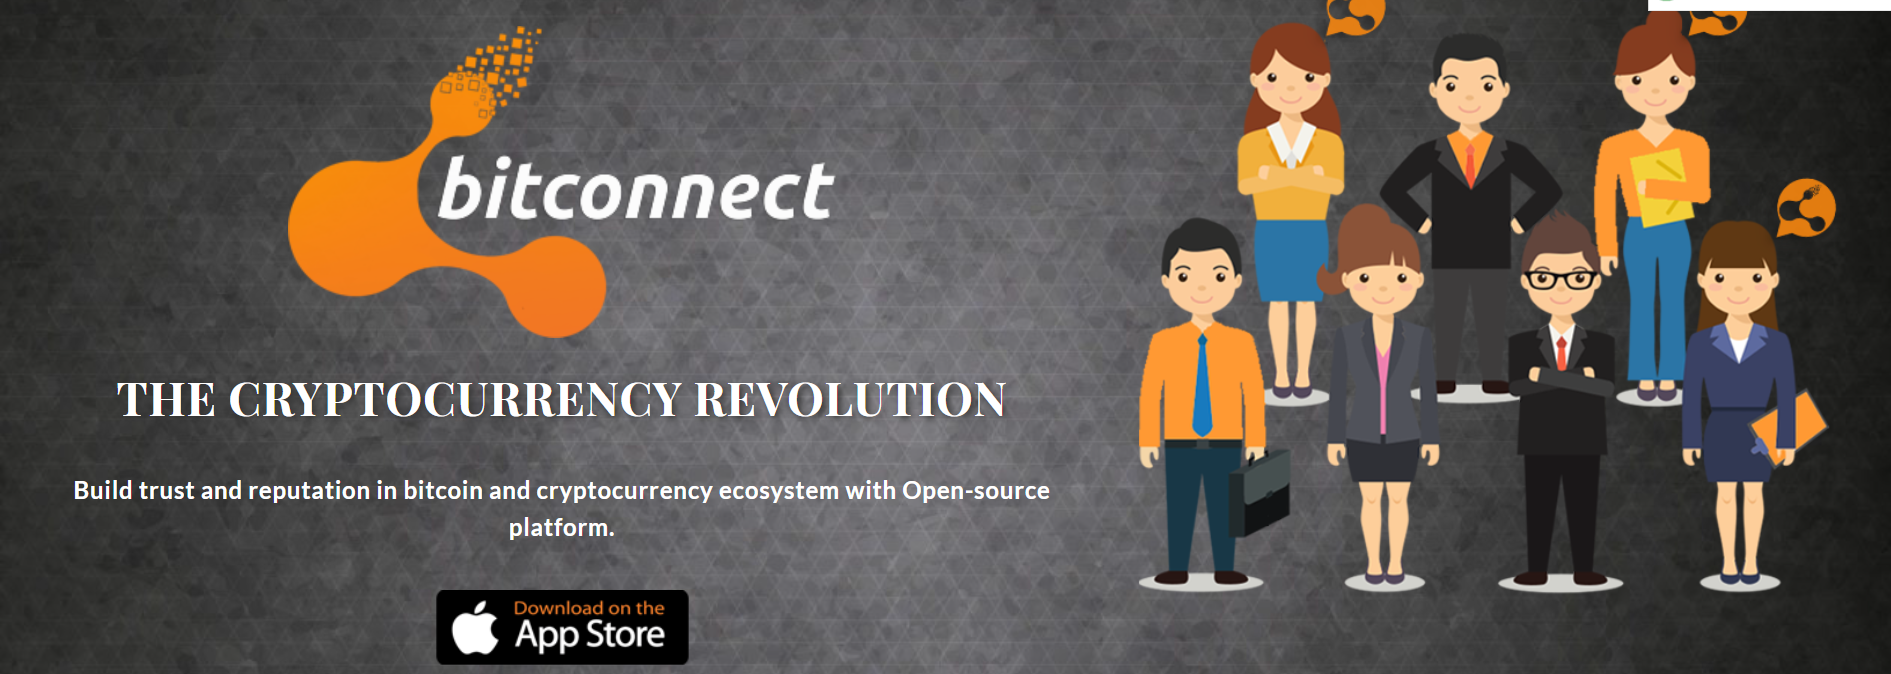 bitconnect
THE CRYPTOCURRENCY REVOLUTION
Build trust and reputation in bitcoin and cryptocurrency ecosystem with Open-source
platform.
Download on the
App Store